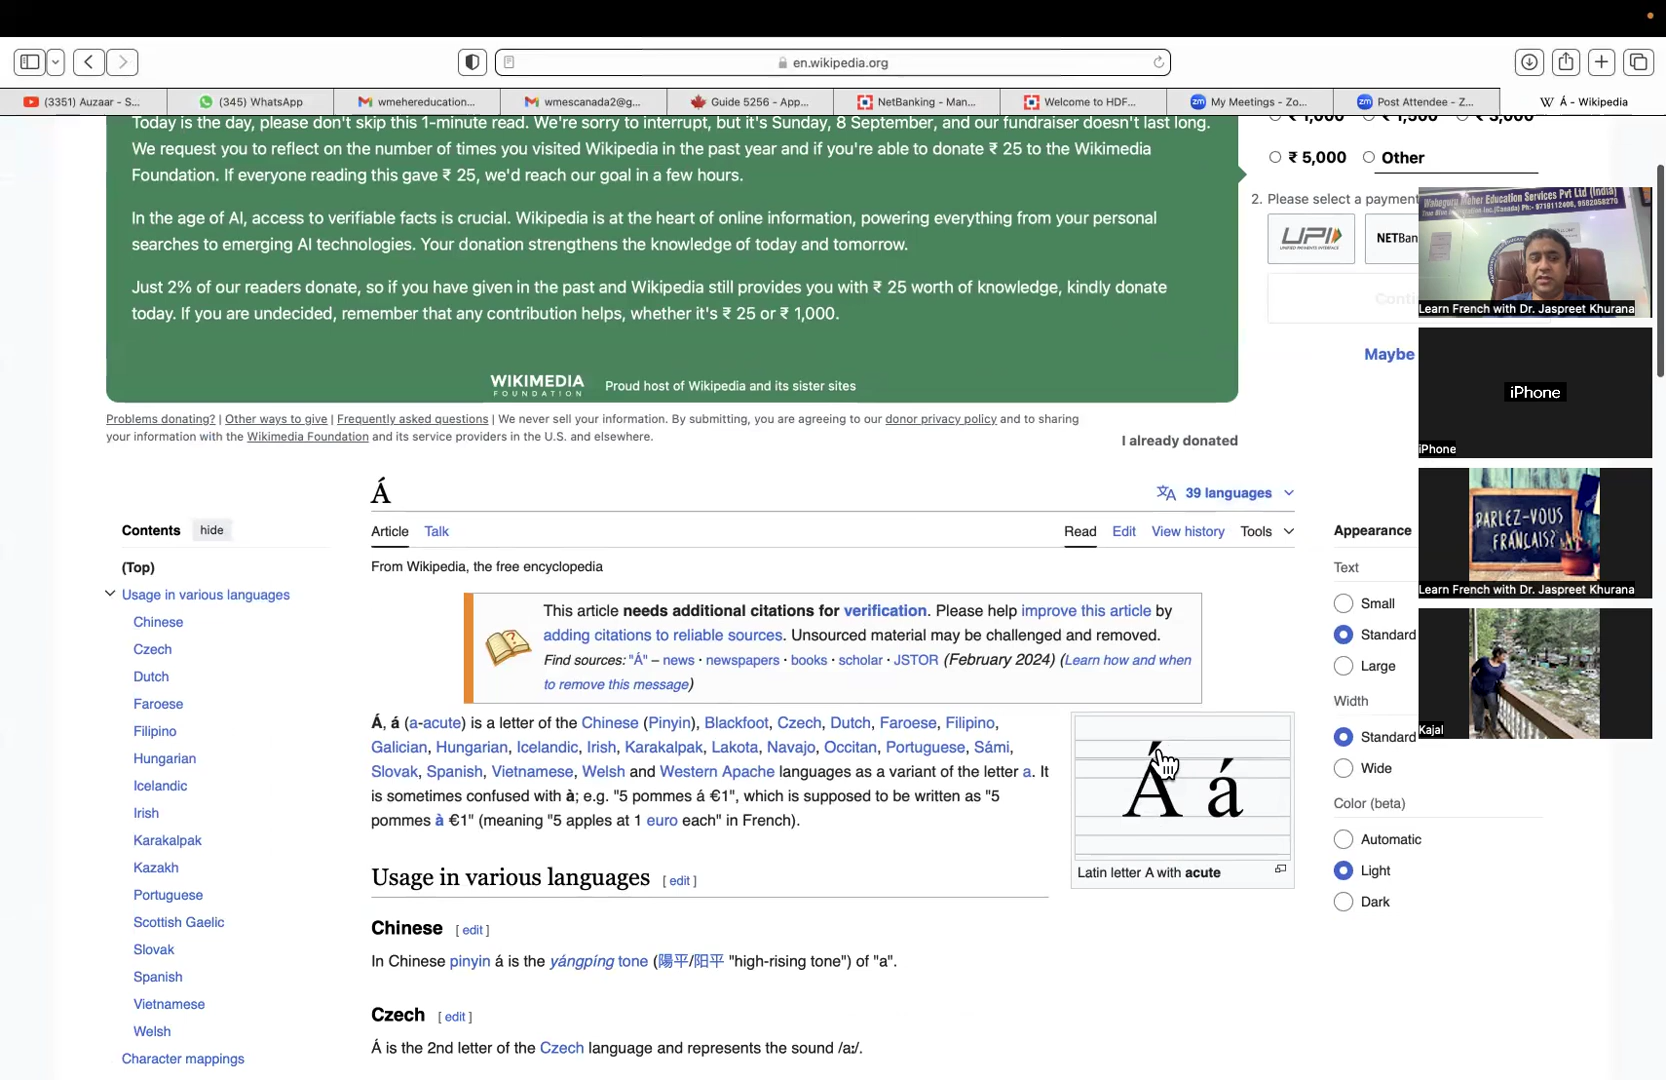 en.wikipedia.org
(3351) Auzaar - S...
(345) WhatsApp
wmehereducation...
wmescanada2@g...
Guide 5256 - App...
NetBanking - Man...
Welcome to HDF...
My Meetings - Zo...
Post Attendee - Z...
Á - Wikipedia
Today is the day, please don't skip this 1-minute read. We're sorry to interrupt, but it's Sunday, 8 September, and our fundraiser doesn't last long.
We request you to reflect on the number of times you visited Wikipedia in the past year and if you're able to donate ₹ 25 to the Wikimedia
Foundation. If everyone reading this gave ₹ 25, we'd reach our goal in a few hours.
In the age of AI, access to verifiable facts is crucial. Wikipedia is at the heart of online information, powering everything from your personal
searches to emerging AI technologies. Your donation strengthens the knowledge of today and tomorrow.
Just 2% of our readers donate, so if you have given in the past and Wikipedia still provides you with ₹ 25 worth of knowledge, kindly donate
today. If you are undecided, remember that any contribution helps, whether it's ₹ 25 or ₹ 1,000.
WIKIMEDIA
FOUNDATION
Proud host of Wikipedia and its sister sites
₹ 5,000 Other
2. Please select a payment
UPI
UNIFIED PAYMENTS INTERFACE
NETBan
Conti
Maybe
Problems donating? | Other ways to give | Frequently asked questions | We never sell your information. By submitting, you are agreeing to our donor privacy policy and to sharing
your information with the Wikimedia Foundation and its service providers in the U.S. and elsewhere.
I already donated
Waheguru Meher Education Services Pvt Ltd (India)
Learn French with Dr. Jaspreet Khurana
iPhone
iPhone
PARLEZ-VOUS
FRANÇAIS?
Learn French with Dr. Jaspreet Khurana
Kajal
Á
39 languages
Contents hide
Article Talk
Read Edit View history Tools
From Wikipedia, the free encyclopedia
(Top)
Usage in various languages
Chinese
Czech
Dutch
Faroese
Filipino
Hungarian
Icelandic
Irish
Karakalpak
Kazakh
Portuguese
Scottish Gaelic
Slovak
Spanish
Vietnamese
Welsh
Character mappings
This article needs additional citations for verification. Please help improve this article by
adding citations to reliable sources. Unsourced material may be challenged and removed.
Find sources: "Á" – news · newspapers · books · scholar · JSTOR (February 2024) (Learn how and when
to remove this message)
Á, á (a-acute) is a letter of the Chinese (Pinyin), Blackfoot, Czech, Dutch, Faroese, Filipino,
Galician, Hungarian, Icelandic, Irish, Karakalpak, Lakota, Navajo, Occitan, Portuguese, Sámi,
Slovak, Spanish, Vietnamese, Welsh and Western Apache languages as a variant of the letter a. It
is sometimes confused with à; e.g. "5 pommes á €1", which is supposed to be written as "5
pommes à €1" (meaning "5 apples at 1 euro each" in French).
Á á
Latin letter A with acute
Usage in various languages [ edit ]
Chinese [ edit ]
In Chinese pinyin á is the yángpíng tone (陽平/阳平 "high-rising tone") of "a".
Czech [ edit ]
Á is the 2nd letter of the Czech language and represents the sound /aː/.
Appearance
Text
Small
Standard
Large
Width
Standard
Wide
Color (beta)
Automatic
Light
Dark